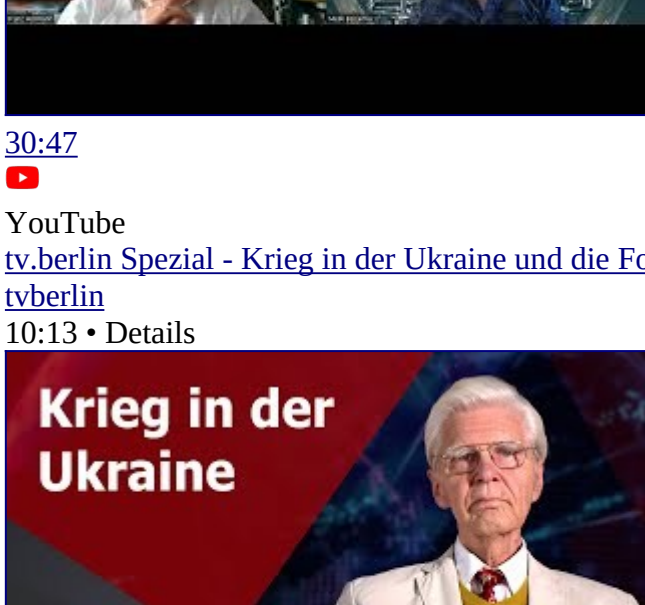 30:47
YouTube
tv.berlin Spezial - Krieg in der Ukraine und die
tvberlin
10:13 • Details
Krieg in der
Ukraine